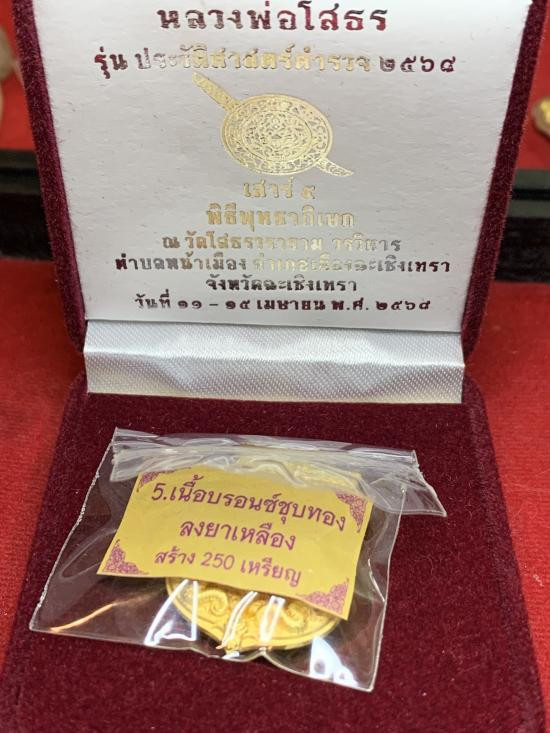 หลวงพ่อโสธร
รุ่น ประวัติศาสตร์ตำรวจ ๒๕๖๘
เสาร์ ๕
พิธีพุทธาภิเษก
ณ วัดโสธรวราราม วรวิหาร
ตำบลหน้าเมือง อำเภอเมืองฉะเชิงเทรา
จังหวัดฉะเชิงเทรา
วันที่ ๑๑ - ๑๕ เมษายน พ.ศ. ๒๕๖๘
5.เนื้อบรอนซ์ชุบทอง
ลงยาเหลือง
สร้าง 250 เหรียญ